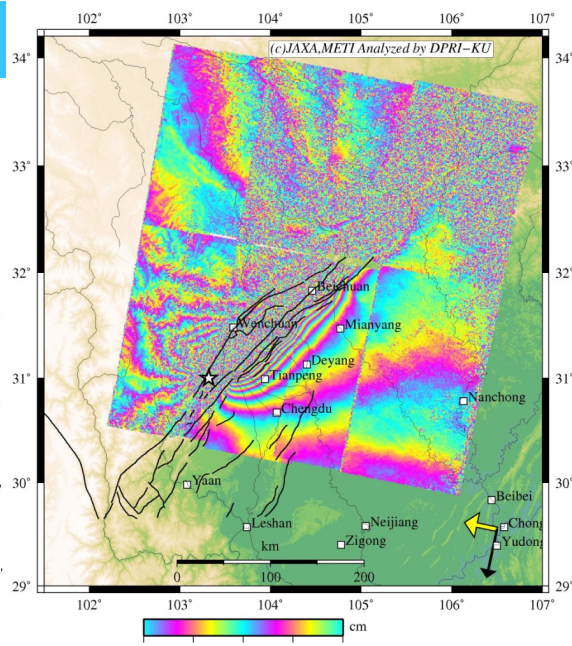 102° 103° 104° 105° 106° 107°
(c)JAXA,METI Analyzed by DPRI-KU
34° 34°
33° 33°
32° 32°
Beichuan
Wenchuan Mianyang
Deyang
31° Tianpeng 31°
Nanchong
Chengdu
30° Yaan 30°
Beibei
Leshan Neijiang Chong
Zigong Yudong
km
0 100 200
29° 29°
102° 103° 104° 105° 106° 107°
cm